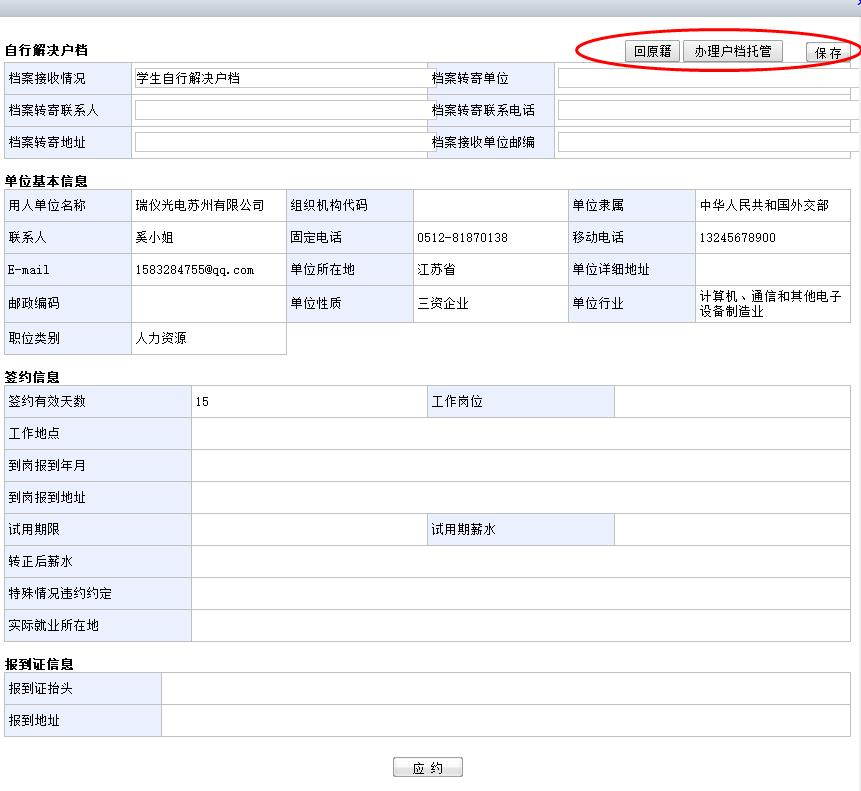 自行解决户档 回原籍 办理户档托管 保存
档案接收情况 学生自行解决户档 档案转寄单位
档案转寄联系人 档案转寄联系电话
档案转寄地址 档案接收单位邮编
单位基本信息
用人单位名称 瑞仪光电苏州有限公司 组织机构代码 单位隶属 中华人民共和国外交部
联系人 奚小姐 固定电话 0512-81870138 移动电话 13245678900
E-mail 1583284755@qq.com 单位所在地 江苏省 单位详细地址
邮政编码 单位性质 三资企业 单位行业 计算机、通信和其他电子
设备制造业
职位类别 人力资源
签约信息
签约有效天数 15 工作岗位
工作地点
到岗报到年月
到岗报到地址
试用期限 试用期薪水
转正后薪水
特殊情况违约约定
实际就业所在地
报到证信息
报到证抬头
报到地址
应 约